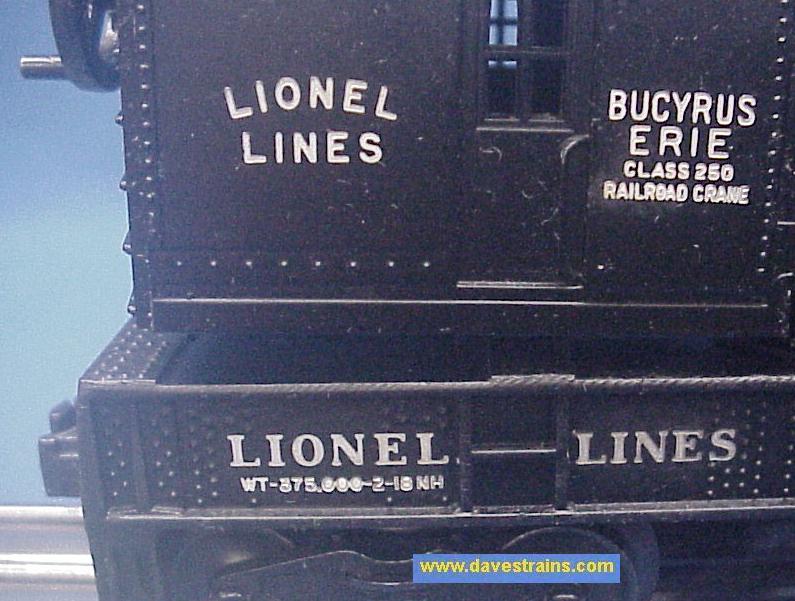 LIONEL
LINES
BUCYRUS
ERIE
CLASS 250
RAILROAD CRANE
LIONEL LINES
WT-375,000-2-18 NH
www.davestrains.com